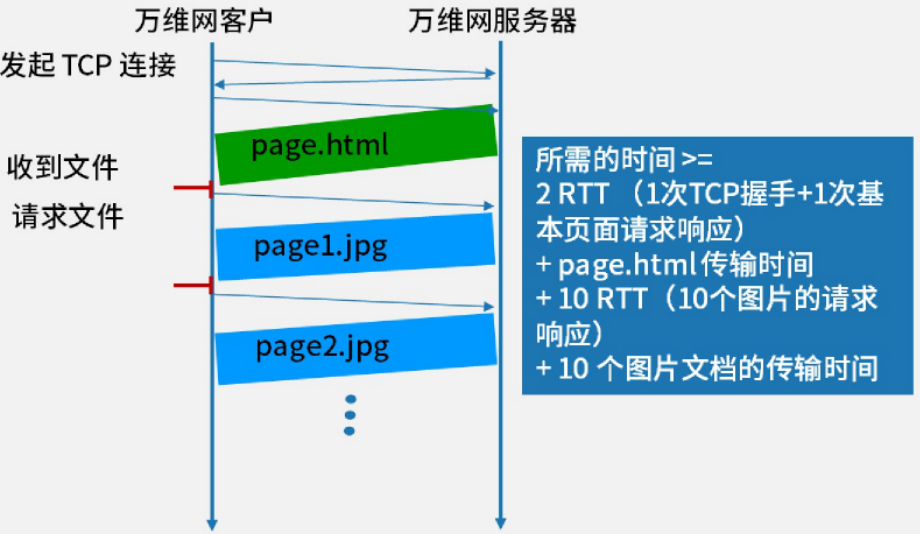 万维网客户
万维网服务器
发起 TCP 连接
page.html
收到文件
请求文件
page1.jpg
page2.jpg
所需的时间 >=
2 RTT （1次TCP握手+1次基
本页面请求响应）
+ page.html传输时间
+ 10 RTT（10个图片的请求
响应）
+ 10 个图片文档的传输时间